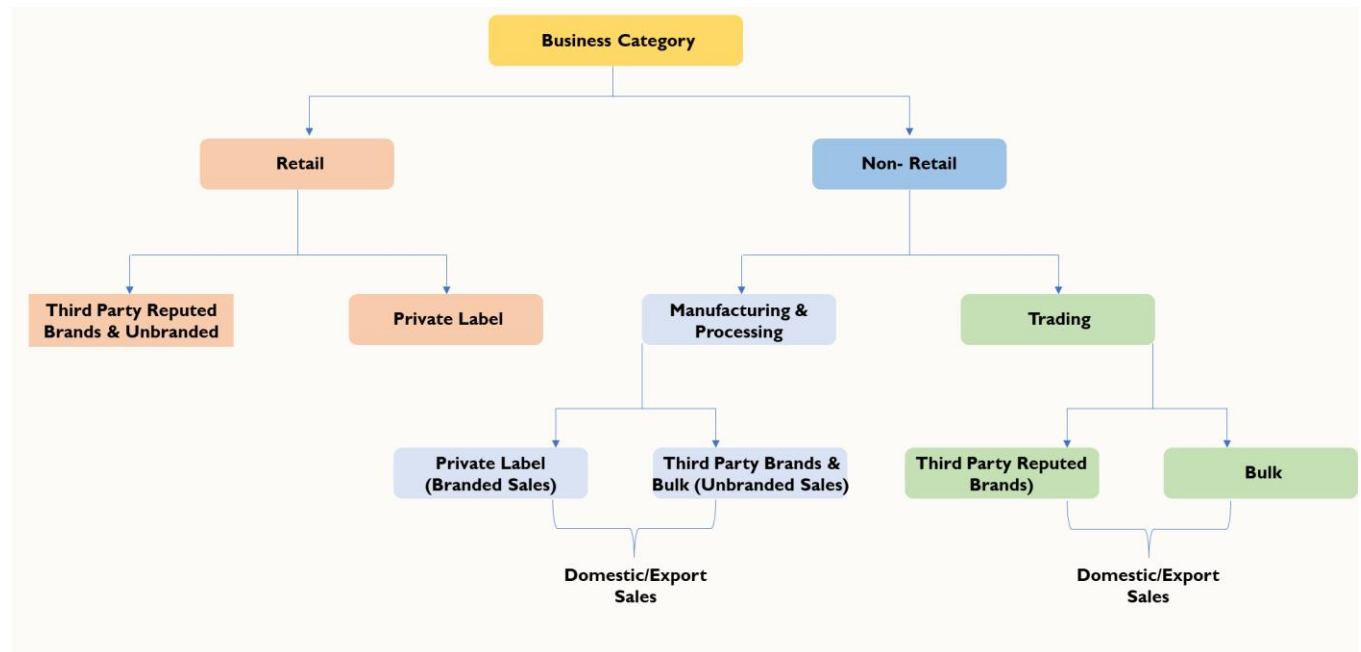 Business Category
Retail
Non- Retail
Third Party Reputed
Brands & Unbranded
Private Label
Manufacturing &
Processing
Trading
Private Label
(Branded Sales)
Third Party Brands &
Bulk (Unbranded Sales)
Third Party Reputed
Brands)
Bulk
Domestic/Export
Sales
Domestic/Export
Sales